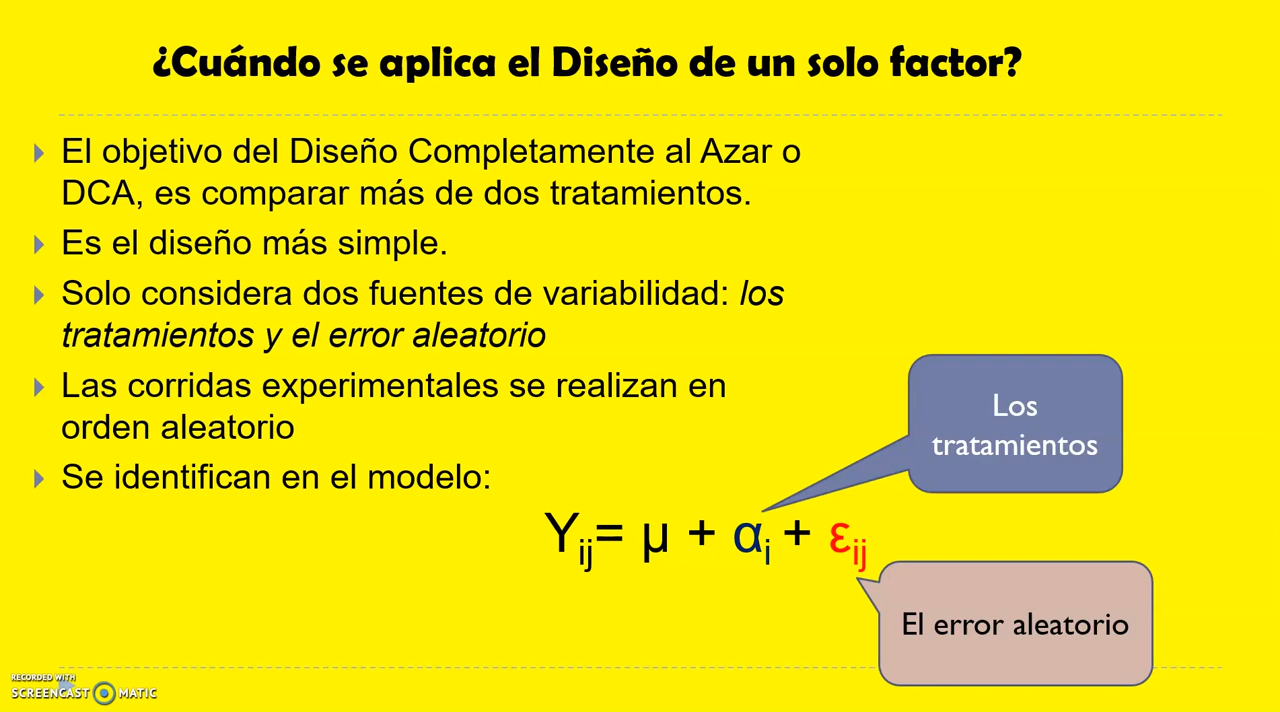 ¿Cuándo se aplica el Diseño de un solo factor?
El objetivo del Diseño Completamente al Azar o
DCA, es comparar más de dos tratamientos.
Es el diseño más simple.
Solo considera dos fuentes de variabilidad: los
tratamientos y el error aleatorio
Las corridas experimentales se realizan en
orden aleatorio
Se identifican en el modelo:
Los
tratamientos
Yij= μ + αi + εij
El error aleatorio
RECORDED WITH
SCREENCAST MATIC